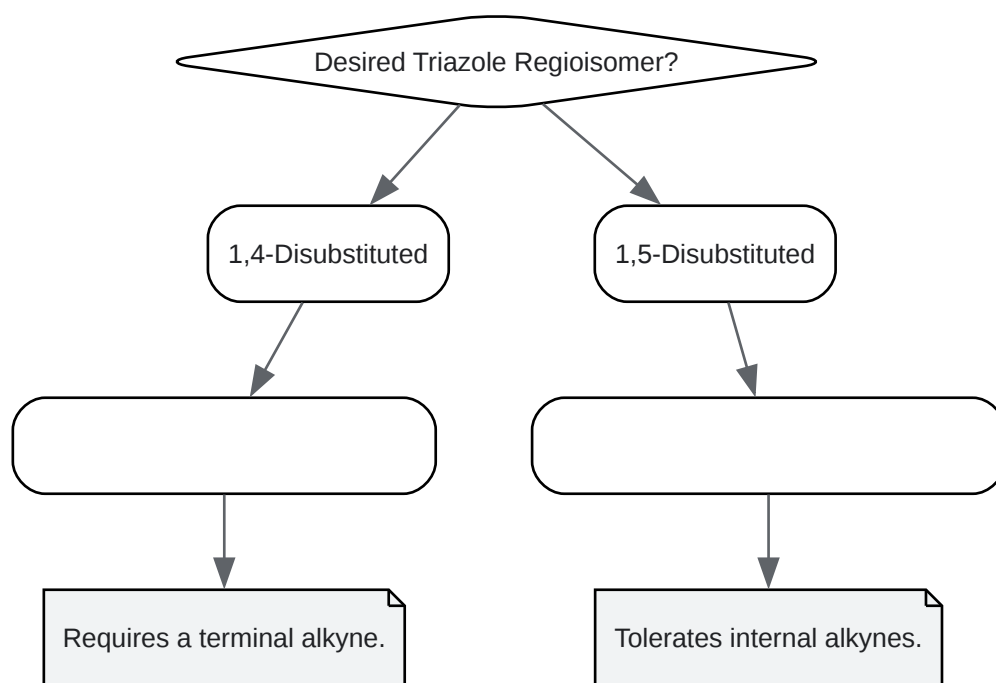 Desired Triazole Regioisomer?
1,4-Disubstituted
1,5-Disubstituted
Requires a terminal alkyne.
Tolerates internal alkynes.